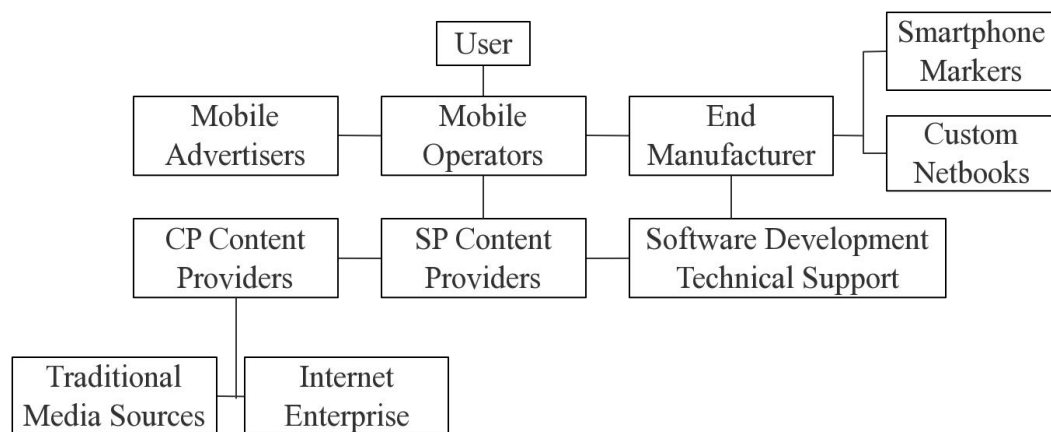 User
Smartphone
Markers
Mobile
Advertisers
Mobile
Operators
End
Manufacturer
Custom
Netbooks
CP Content
Providers
SP Content
Providers
Software Development
Technical Support
Traditional
Media Sources
Internet
Enterprise